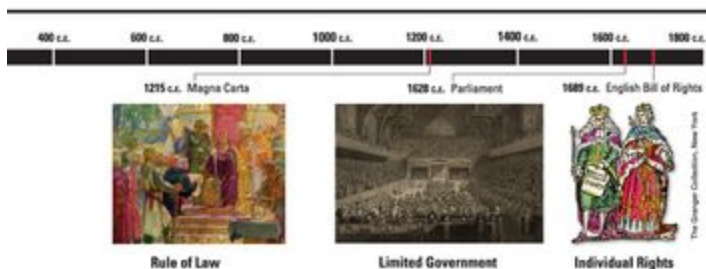 400 C.E. 600 C.E. 800 C.E. 1000 C.E. 1200 C.E. 1400 C.E. 1600 C.E. 1800 C.E.
1215 C.E. Magna Carta 1628 C.E. Parliament 1689 C.E. English Bill of Rights
The Granger Collection, New York
Rule of Law Limited Government Individual Rights